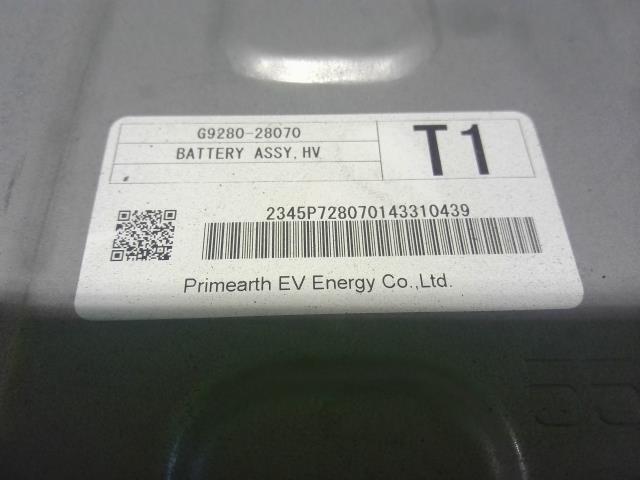 G9280-28070
BATTERY ASSY,HV
T1
2345P728070143310439
Primearth EV Energy Co.,Ltd.